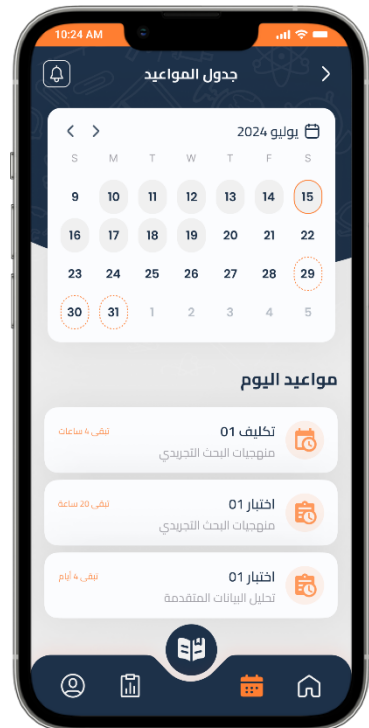 10:24 AM
جدول المواعيد
يوليو 2024
S M T W T F S
9 10 11 12 13 14 15
16 17 18 19 20 21 22
23 24 25 26 27 28 29
30 31 1 2 3 4 5
مواعيد اليوم
تكليف 01
تبقى 4 ساعات
منهجيات البحث التجريدي
اختبار 01
تبقى 20 ساعة
منهجيات البحث التجريدي
اختبار 01
تبقى 4 أيام
تحليل البيانات المتقدمة